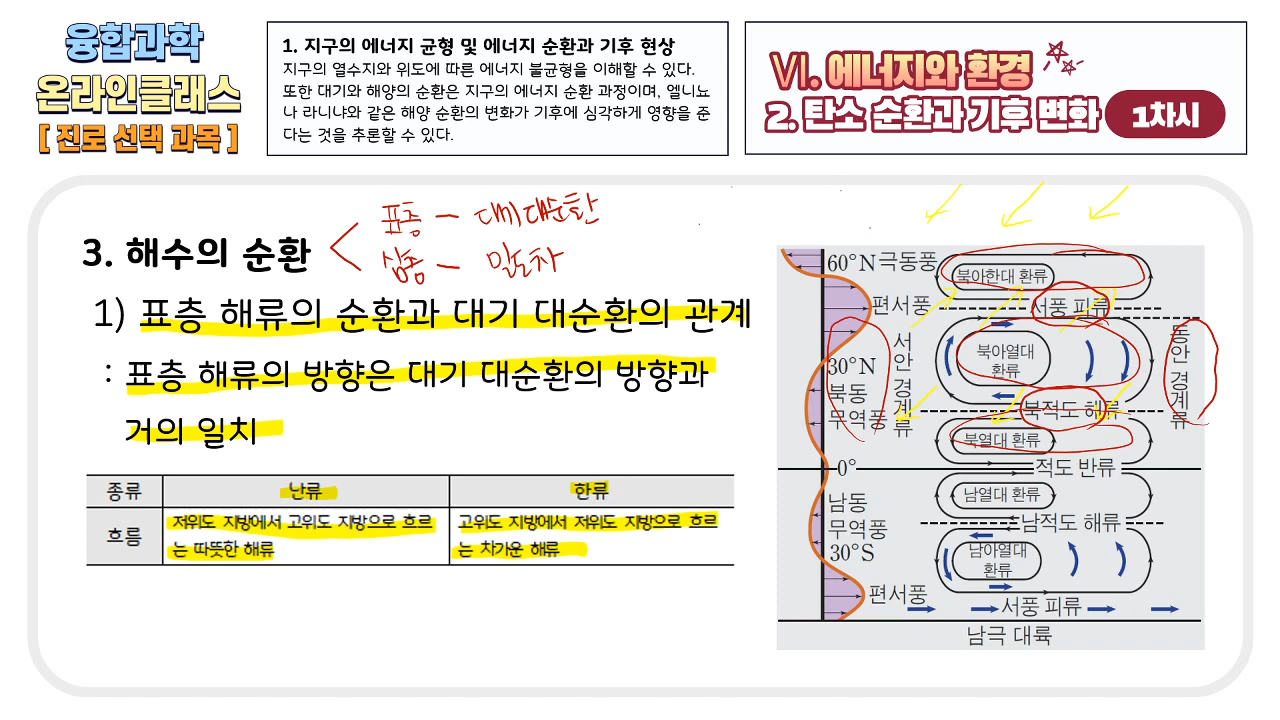 융합과학
온라인클래스
[ 진로 선택 과목 ]
1. 지구의 에너지 균형 및 에너지 순환과 기후 현상
지구의 열수지와 위도에 따른 에너지 불균형을 이해할 수 있다.
또한 대기와 해양의 순환은 지구의 에너지 순환 과정이며, 엘니뇨
나 라니냐와 같은 해양 순환의 변화가 기후에 심각하게 영향을 준
다는 것을 추론할 수 있다.
Ⅵ. 에너지와 환경
2. 탄소 순환과 기후 변화 1차시
3. 해수의 순환
표층 - 대기대순환
심층 - 밀도차
1) 표층 해류의 순환과 대기 대순환의 관계
: 표층 해류의 방향은 대기 대순환의 방향과
거의 일치
종류 난류 한류
흐름
저위도 지방에서 고위도 지방으로 흐르
는 따뜻한 해류
고위도 지방에서 저위도 지방으로 흐르
는 차가운 해류
60°N 극동풍
북아한대 환류
편서풍
서풍 피류
서안 경계류
동안 경계류
30°N
북아열대
환류
북동
무역풍
북적도 해류
북열대 환류
0°
적도 반류
남동
무역풍
남열대 환류
남적도 해류
30°S
남아열대
환류
편서풍
서풍 피류
남극 대륙